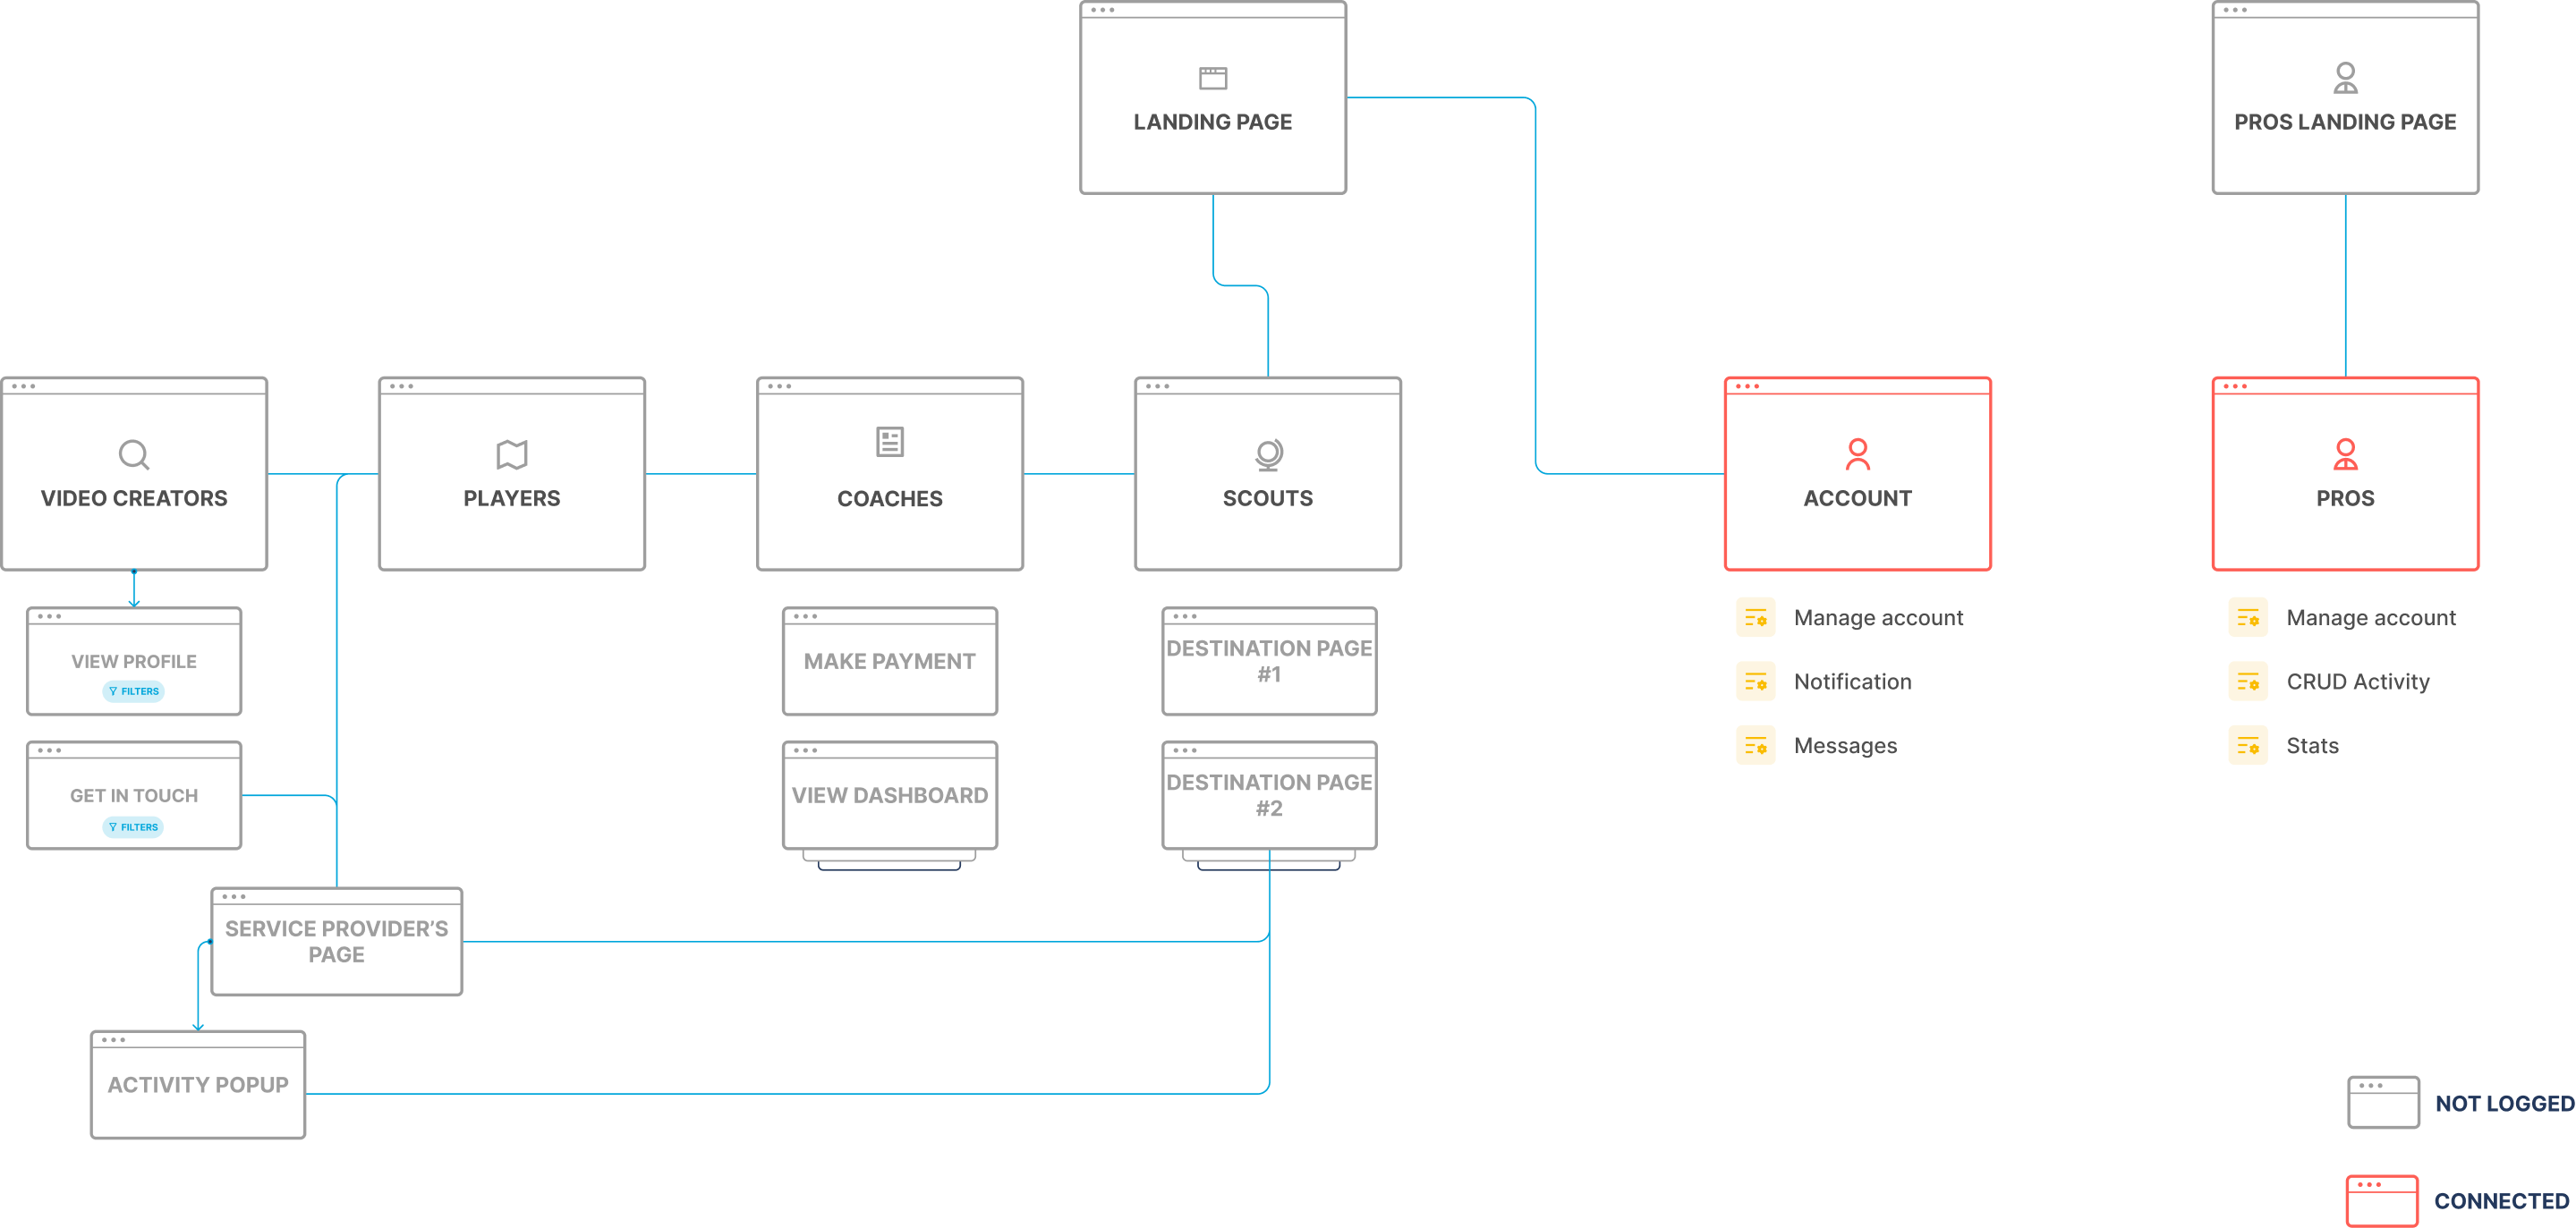 LANDING PAGE
PROS LANDING PAGE
VIDEO CREATORS
PLAYERS
COACHES
SCOUTS
ACCOUNT
PROS
VIEW PROFILE
FILTERS
GET IN TOUCH
FILTERS
MAKE PAYMENT
VIEW DASHBOARD
DESTINATION PAGE
#1
DESTINATION PAGE
#2
Manage account
Notification
Messages
Manage account
CRUD Activity
Stats
SERVICE PROVIDER’S
PAGE
ACTIVITY POPUP
NOT LOGGED
CONNECTED